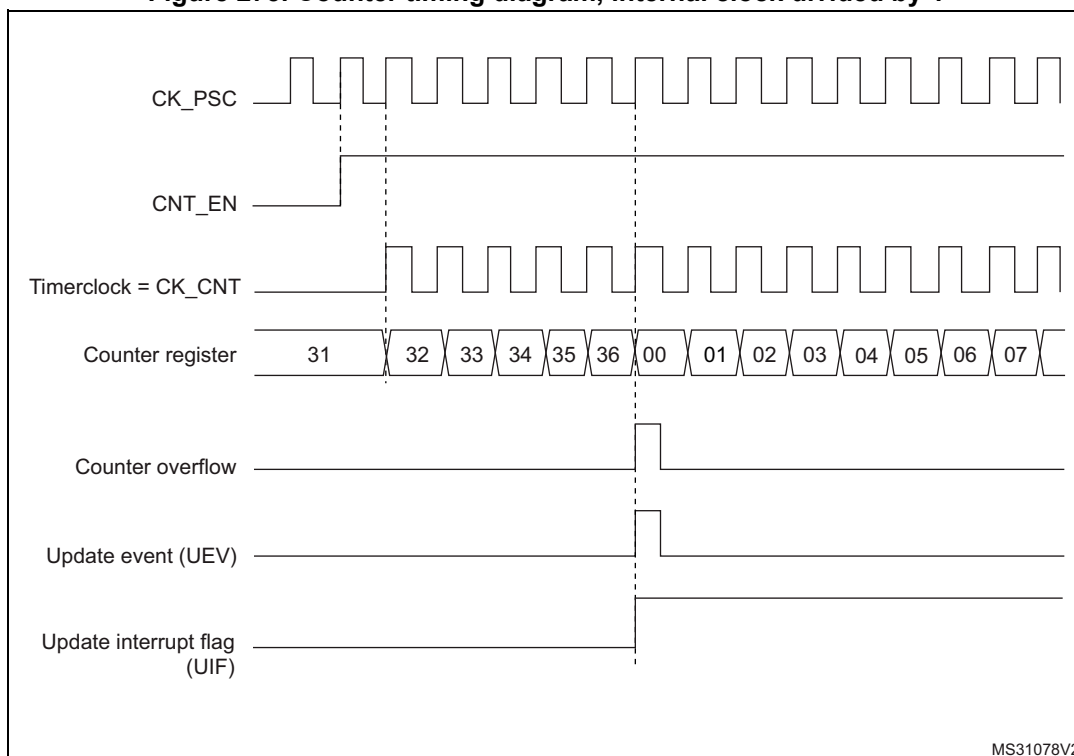 CK_PSC
CNT_EN
Timerclock = CK_CNT
Counter register 31 32 33 34 35 36 00 01 02 03 04 05 06 07
Counter overflow
Update event (UEV)
Update interrupt flag
(UIF)
MS31078V2